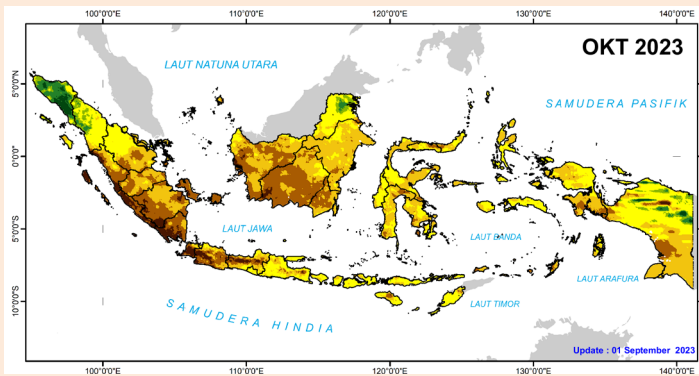 100°0'0"E 110°0'0"E 120°0'0"E 130°0'0"E 140°0'0"E
OKT 2023
LAUT NATUNA UTARA
SAMUDERA PASIFIK
5°0'0"N
0°0'0"
5°0'0"S
10°0'0"S
LAUT JAWA
LAUT BANDA
LAUT ARAFURA
SAMUDERA HINDIA
LAUT TIMOR
Update : 01 September 2023
100°0'0"E 110°0'0"E 120°0'0"E 130°0'0"E 140°0'0"E